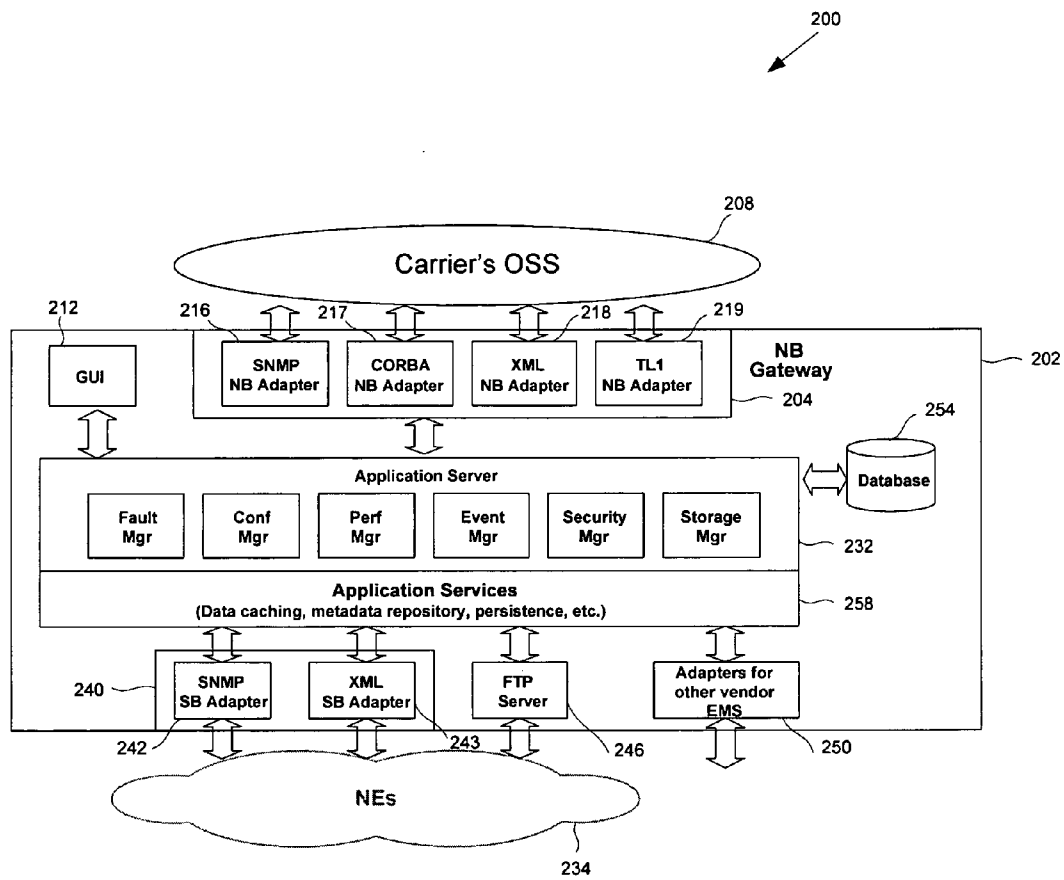 200
208
Carrier's OSS
212
216
217
218
219
GUI
SNMP
NB Adapter
CORBA
NB Adapter
XML
NB Adapter
TL1
NB Adapter
NB
Gateway
202
204
254
Database
Application Server
Fault
Mgr
Conf
Mgr
Perf
Mgr
Event
Mgr
Security
Mgr
Storage
Mgr
232
Application Services
(Data caching, metadata repository, persistence, etc.)
258
240
SNMP
SB Adapter
XML
SB Adapter
FTP
Server
Adapters for
other vendor
EMS
242
243
246
250
NEs
234